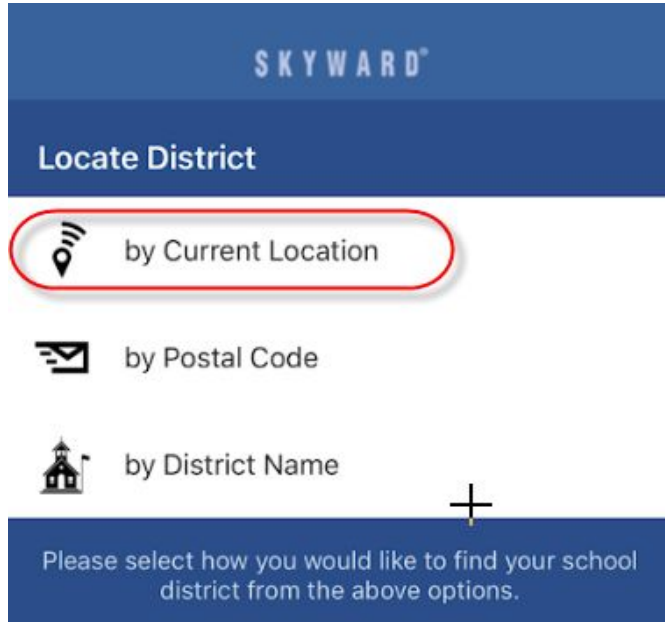 SKYWARD®
Locate District
by Current Location
by Postal Code
by District Name
Please select how you would like to find your school
district from the above options.